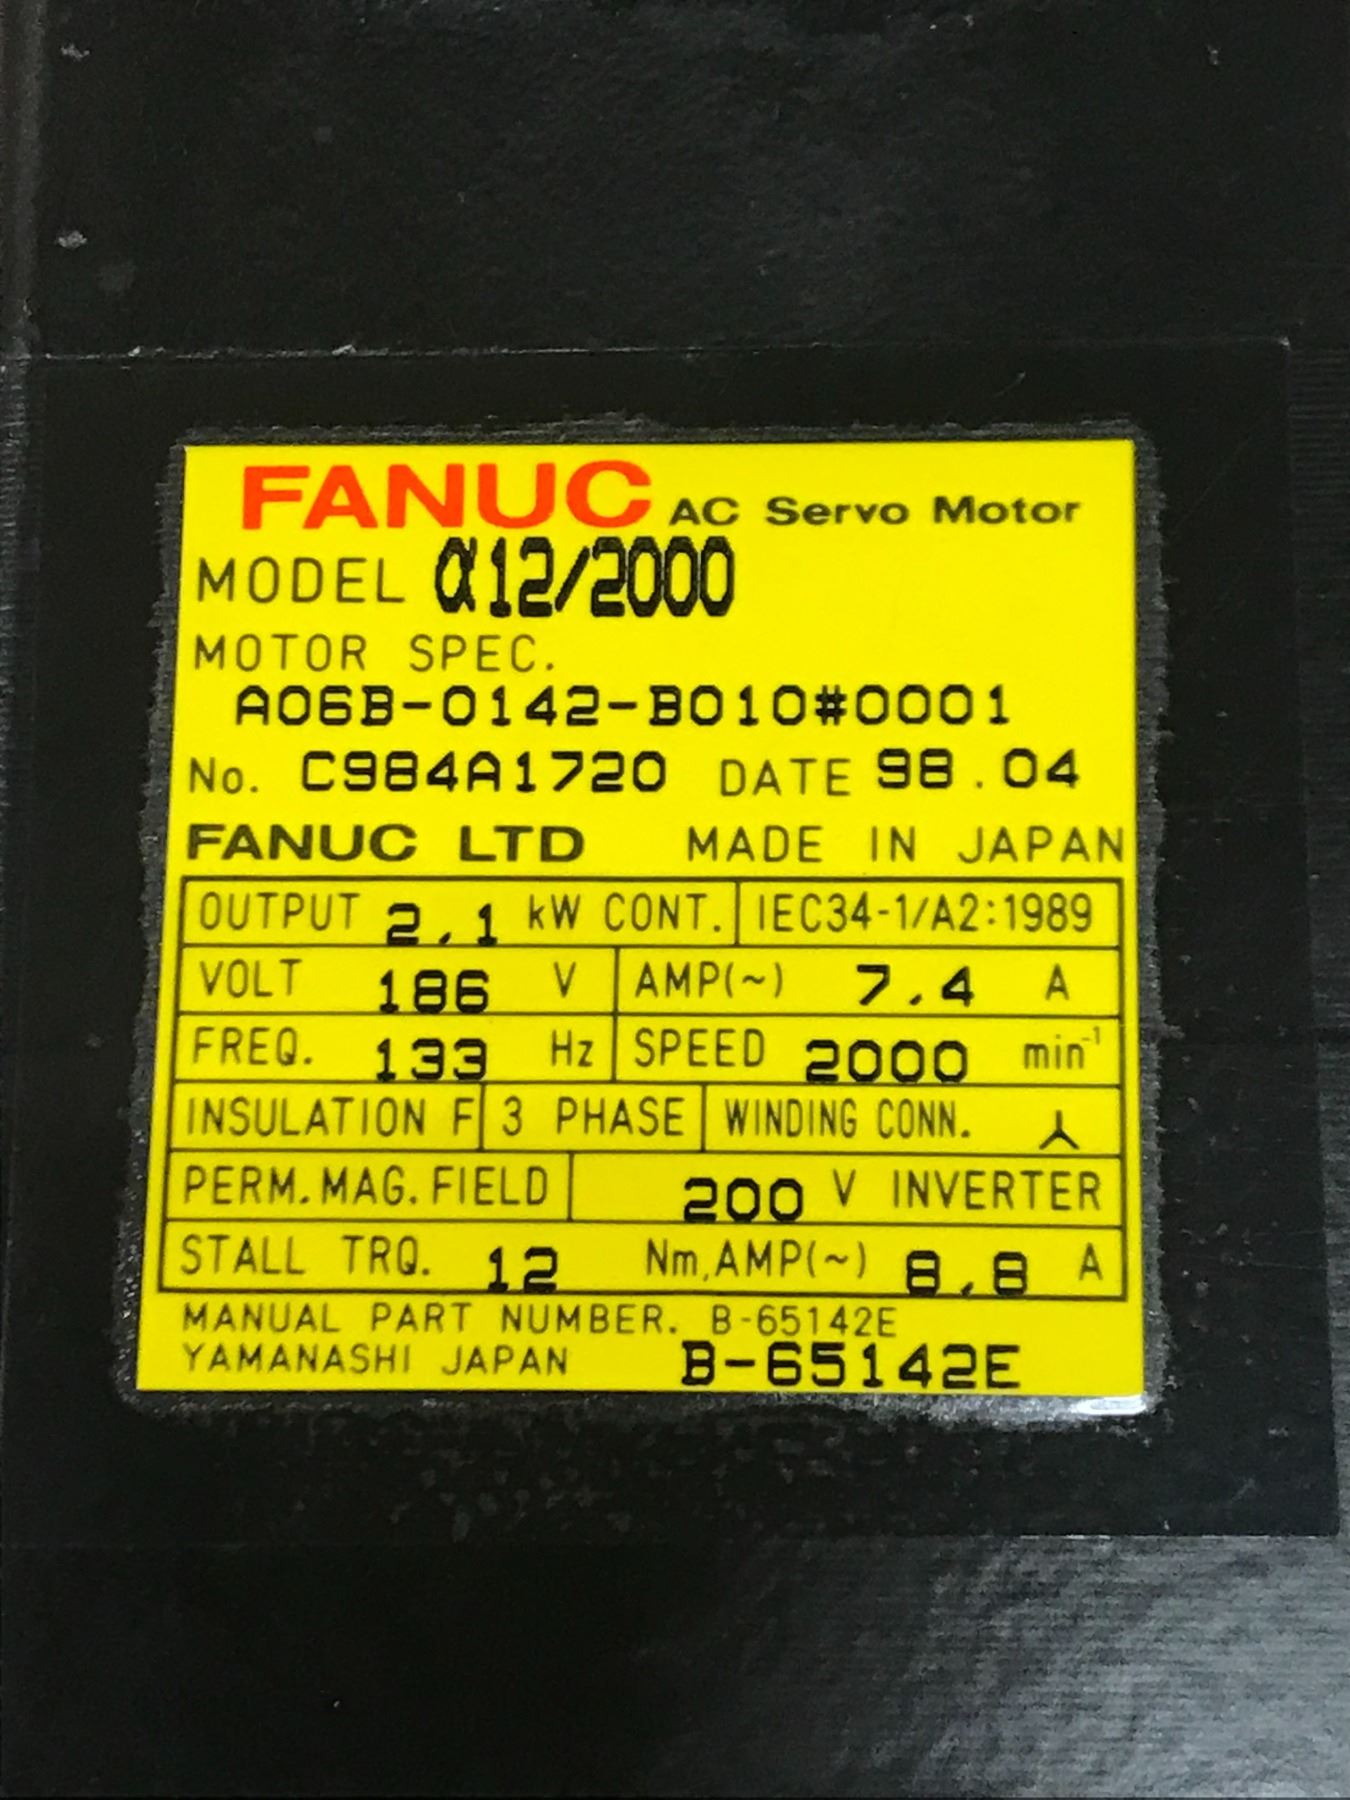 FANUC AC Servo Motor
MODEL α12/2000
MOTOR SPEC.
A06B-0142-B010#0001
No. C984A1720 DATE 98.04
FANUC LTD MADE IN JAPAN
OUTPUT 2.1 kW CONT. IEC34-1/A2:1989
VOLT 186 V AMP(~) 7.4 A
FREQ. 133 Hz SPEED 2000 min⁻¹
INSULATION F 3 PHASE WINDING CONN.
PERM.MAG.FIELD 200 V INVERTER
STALL TRQ. 12 Nm,AMP(~) 8.8 A
MANUAL PART NUMBER. B-65142E
YAMANASHI JAPAN B-65142E